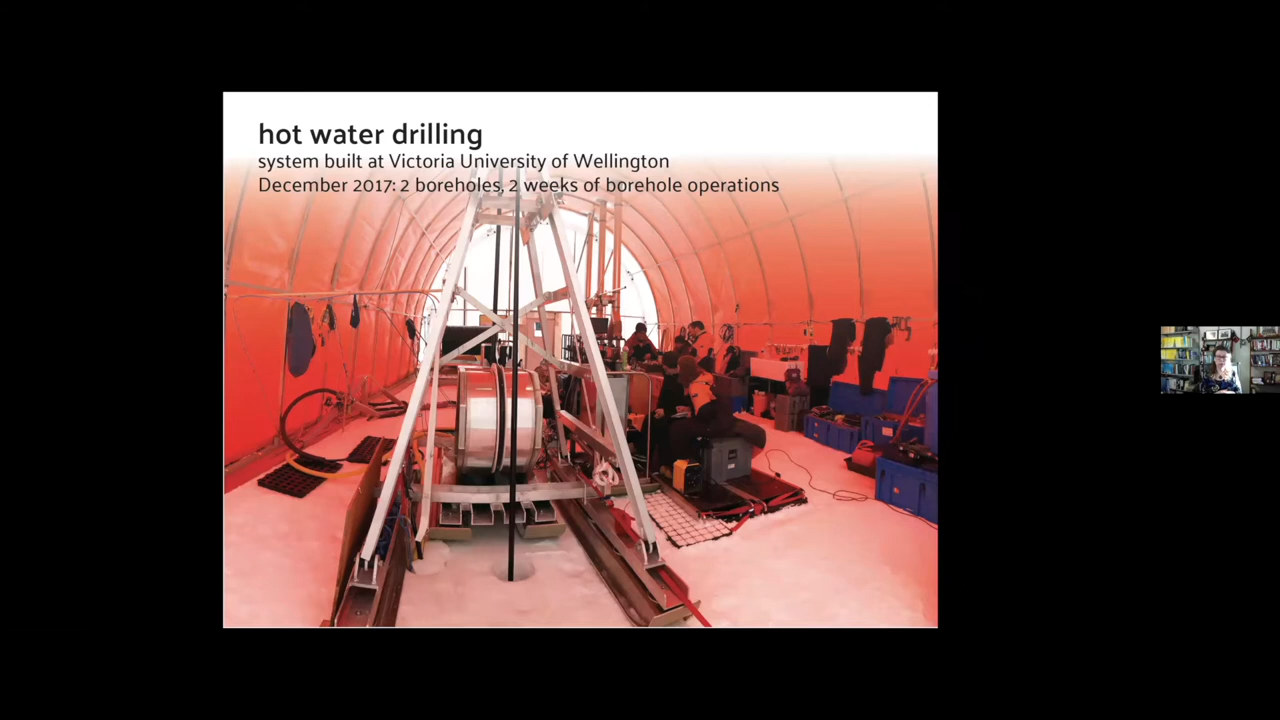 hot water drilling
system built at Victoria University of Wellington
December 2017: 2 boreholes, 2 weeks of borehole operations